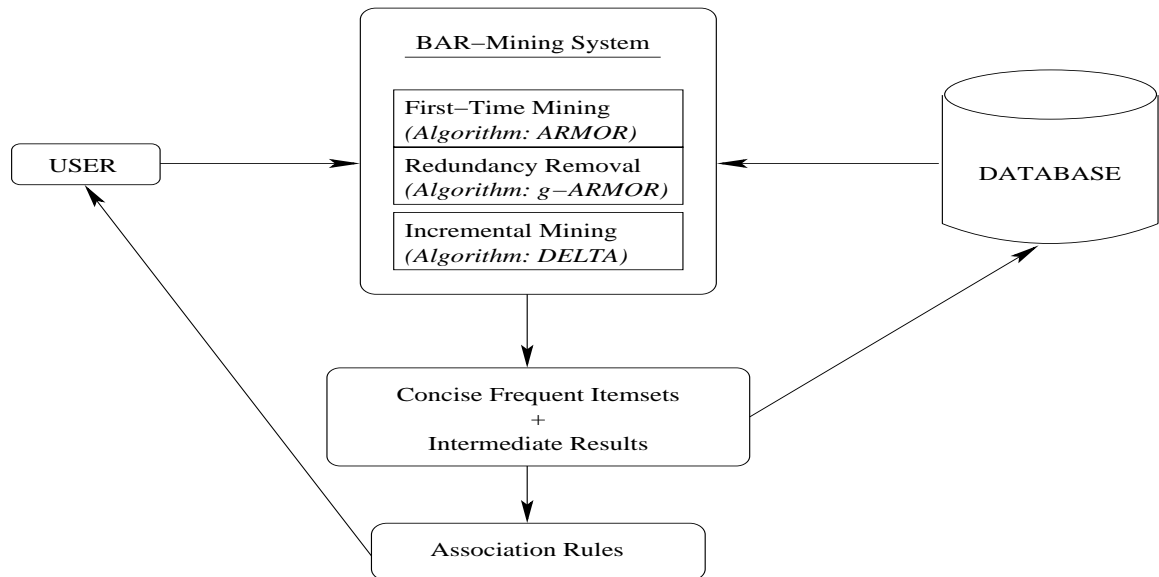 BAR–Mining System
First–Time Mining
(Algorithm: ARMOR)
Redundancy Removal
(Algorithm: g–ARMOR)
Incremental Mining
(Algorithm: DELTA)
USER
DATABASE
Concise Frequent Itemsets
+
Intermediate Results
Association Rules